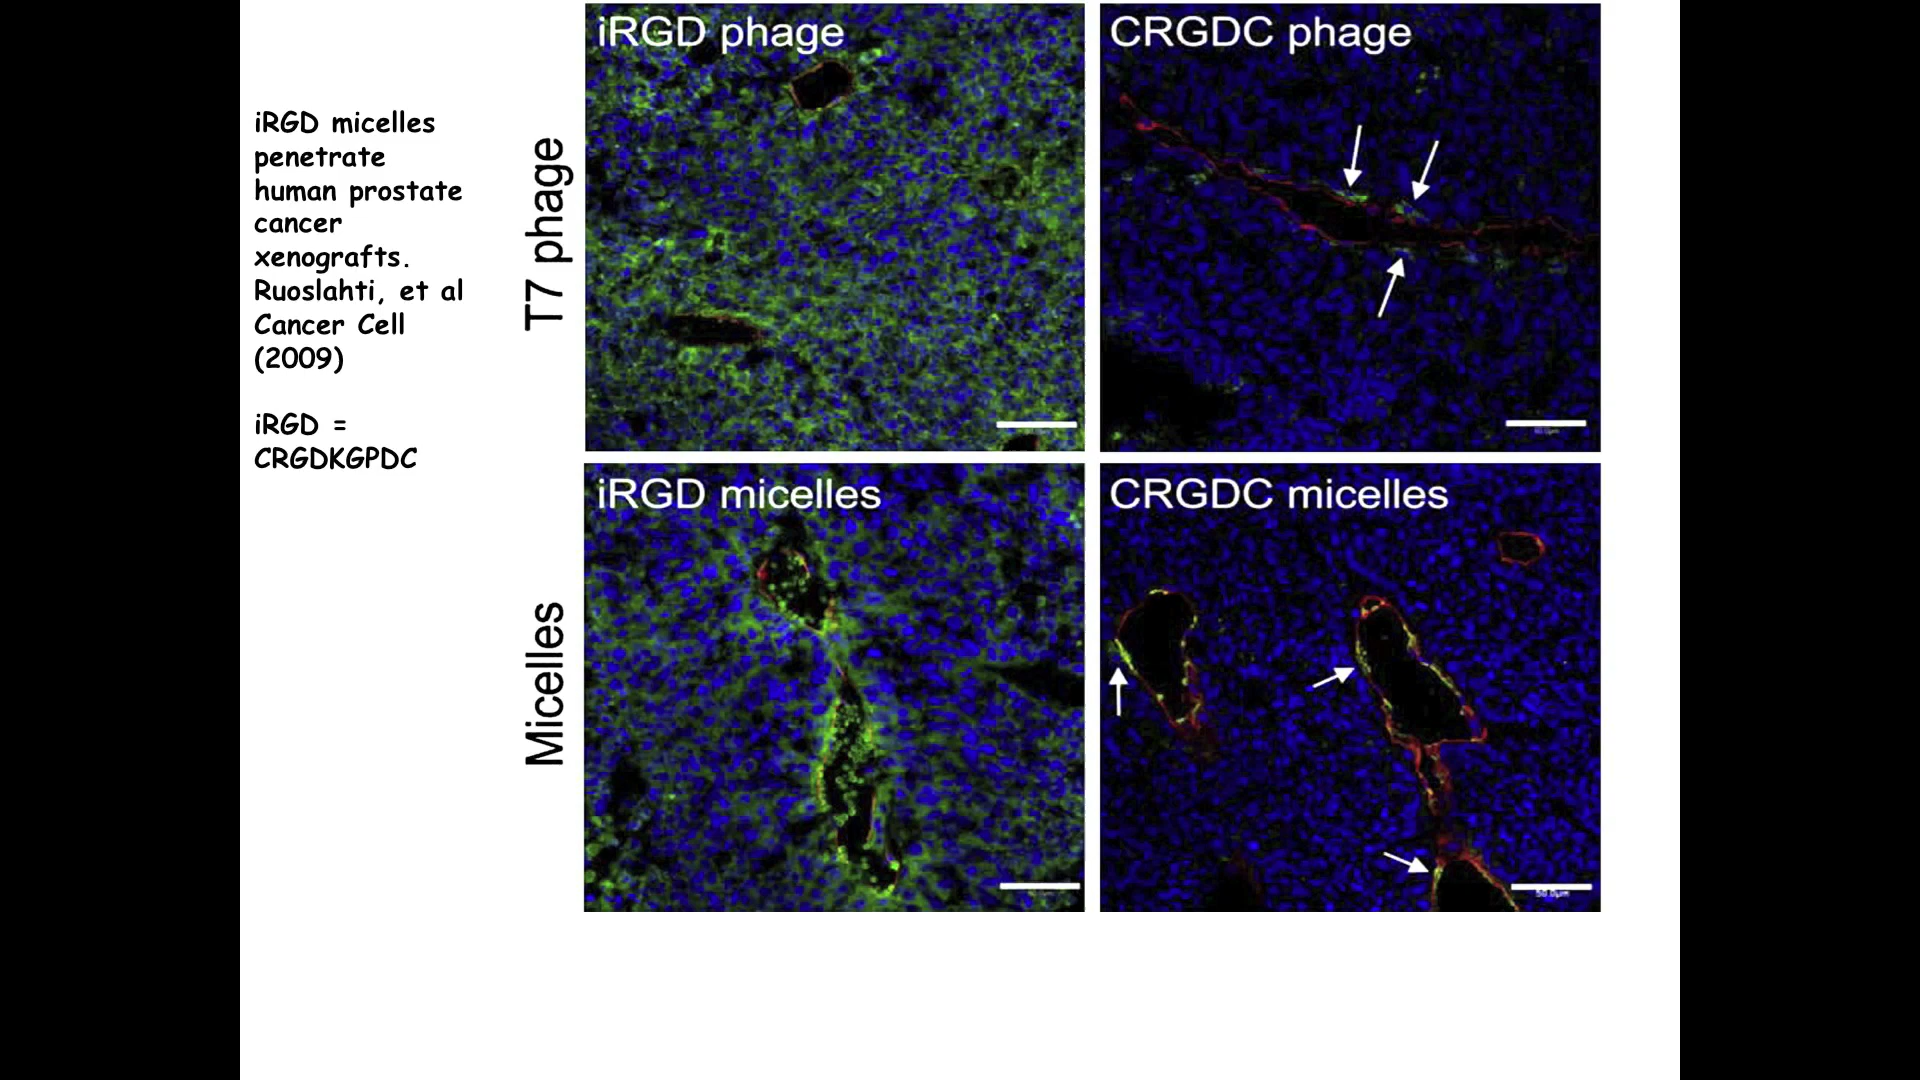 iRGD micelles
penetrate
human prostate
cancer
xenografts.
Ruoslahti, et al
Cancer Cell
(2009)
iRGD =
CRGDKGPDC
T7 phage
iRGD phage
CRGDC phage
Micelles
iRGD micelles
CRGDC micelles